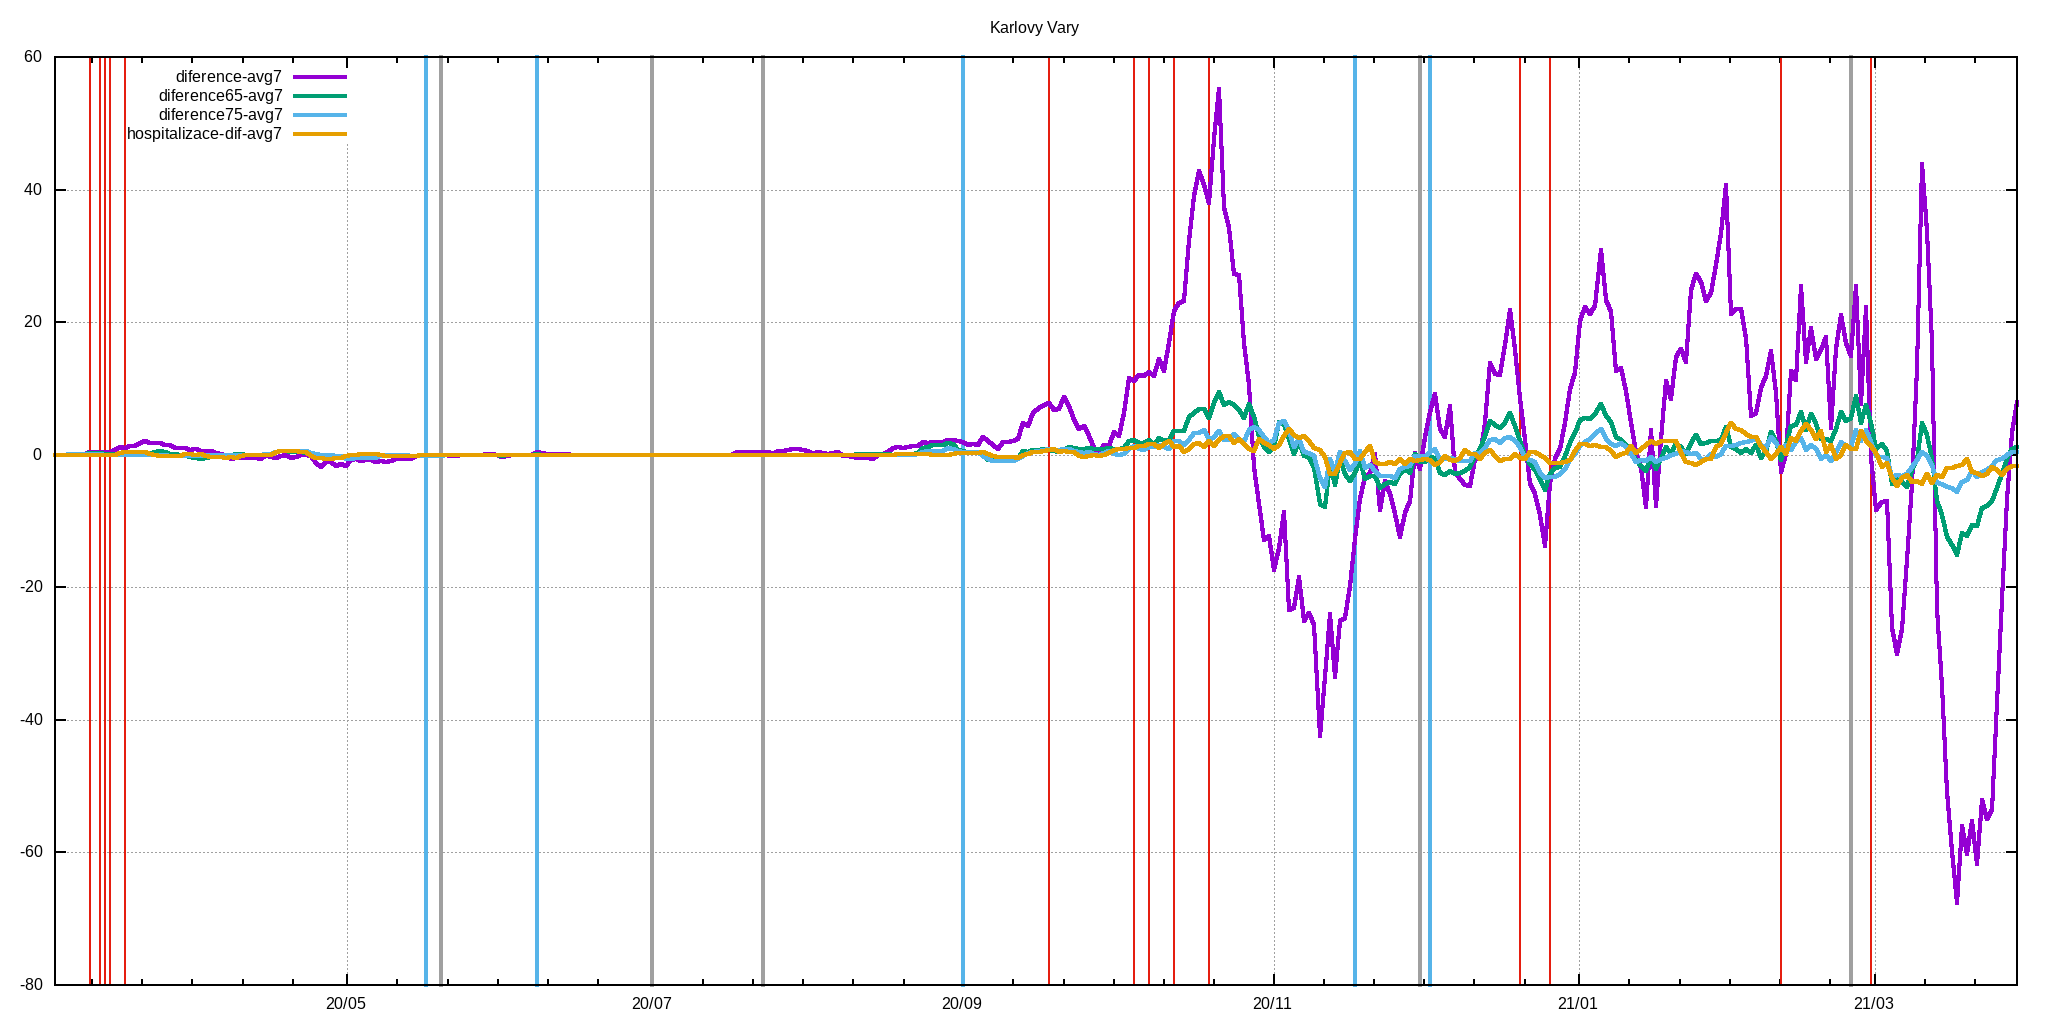 Karlovy Vary
60
diference-avg7
diference65-avg7
diference75-avg7
hospitalizace-dif-avg7
40
20
0
-20
-40
-60
-80
20/05
20/07
20/09
20/11
21/01
21/03